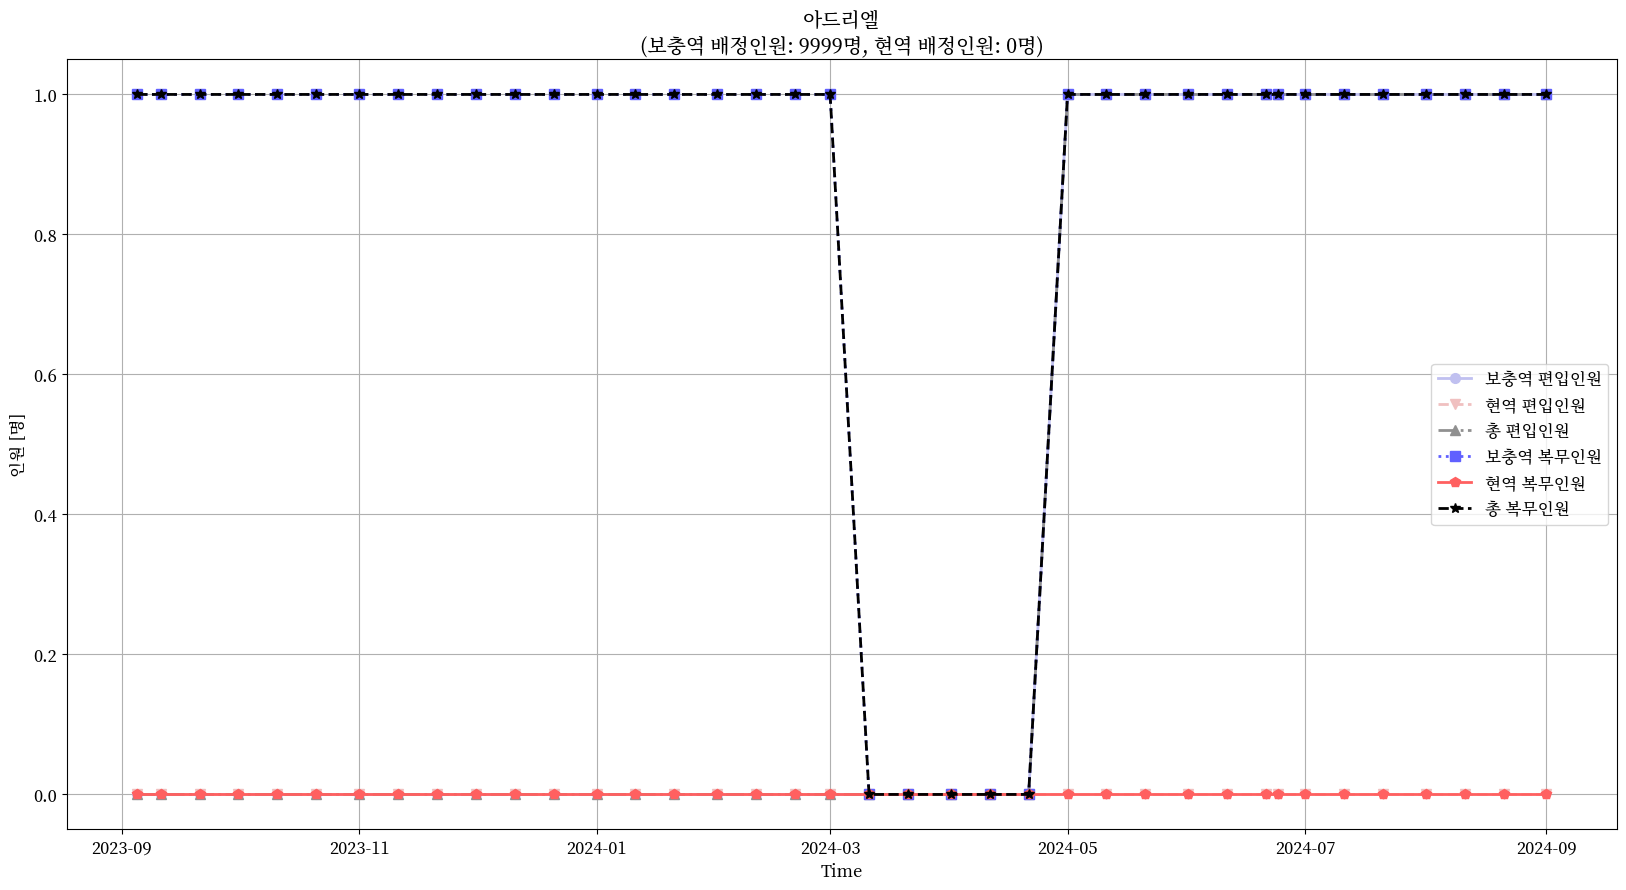 아드리엘
(보충역 배정인원: 9999명, 현역 배정인원: 0명)
인원 [명]
1.0
0.8
0.6
0.4
0.2
0.0
보충역 편입인원
현역 편입인원
총 편입인원
보충역 복무인원
현역 복무인원
총 복무인원
2023-09 2023-11 2024-01 2024-03 2024-05 2024-07 2024-09
Time